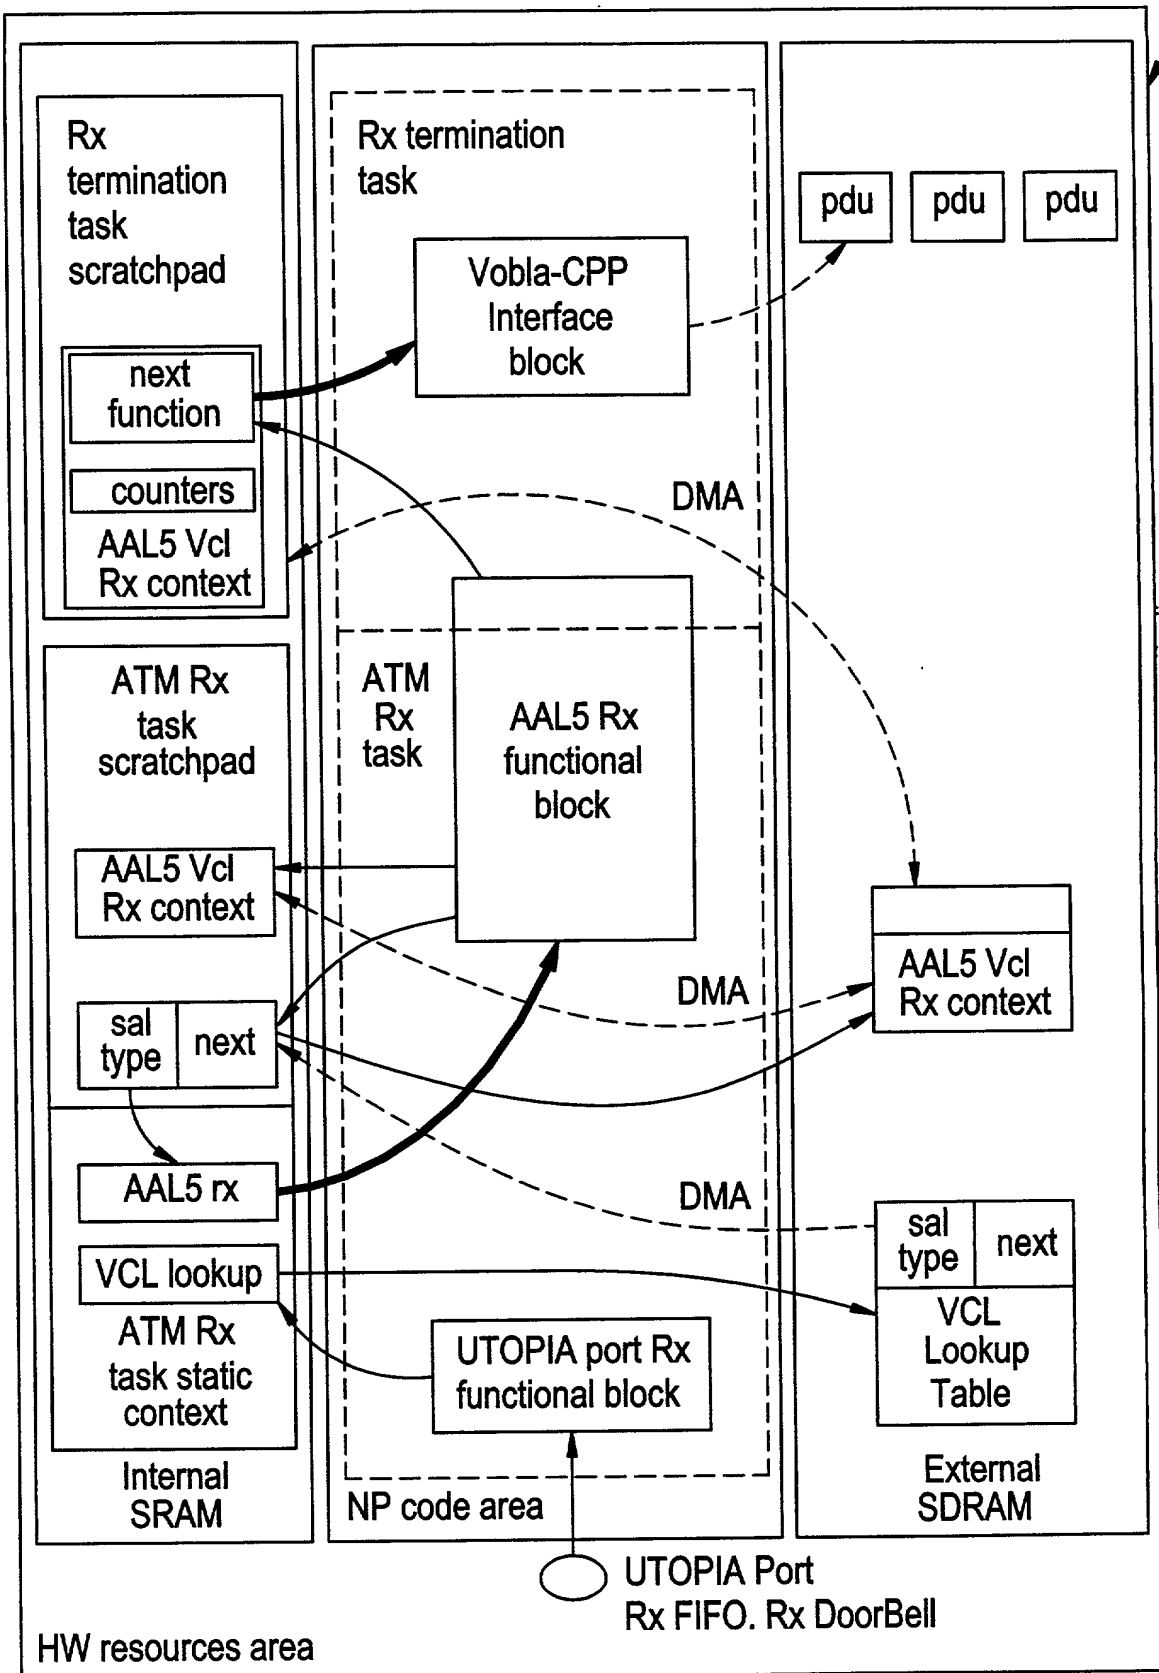 Rx
termination
task
scratchpad
next
function
counters
AAL5 Vcl
Rx context
ATM Rx
task
scratchpad
AAL5 Vcl
Rx context
sal
type
next
AAL5 rx
VCL lookup
ATM Rx
task static
context
Internal
SRAM
Rx termination
task
Vobla-CPP
Interface
block
DMA
ATM
Rx
task
AAL5 Rx
functional
block
DMA
DMA
UTOPIA port Rx
functional block
NP code area
pdu
pdu
pdu
AAL5 Vcl
Rx context
sal
type
next
VCL
Lookup
Table
External
SDRAM
UTOPIA Port
Rx FIFO. Rx DoorBell
HW resources area